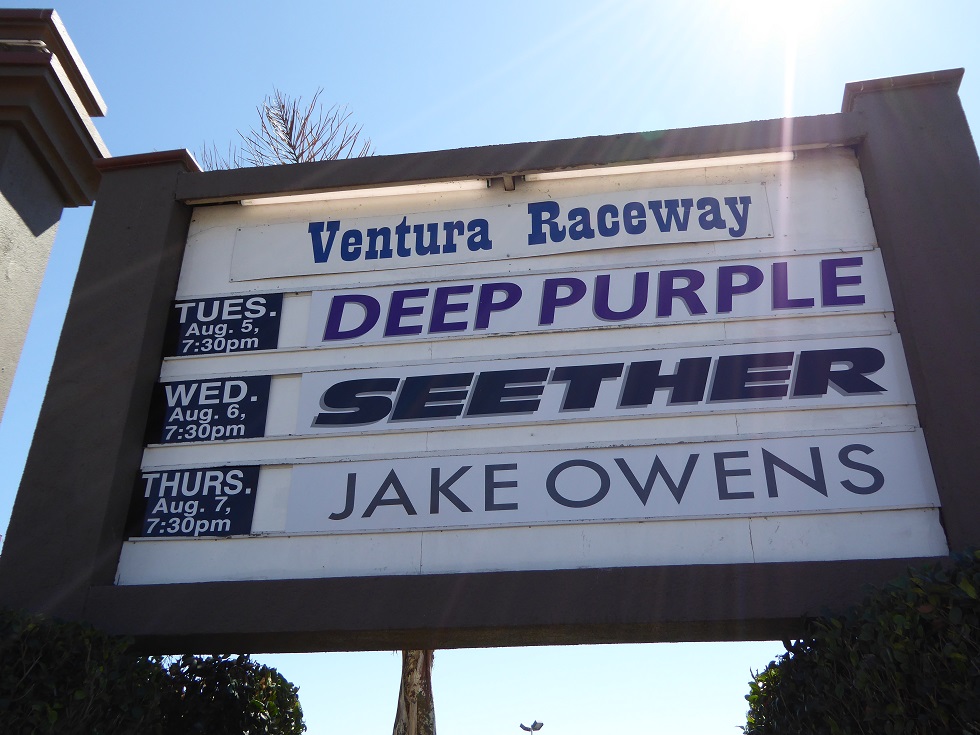 Ventura Raceway
TUES.
Aug. 5,
7:30pm
DEEP PURPLE
WED.
Aug. 6,
7:30pm
SEETHER
THURS.
Aug. 7,
7:30pm
JAKE OWENS